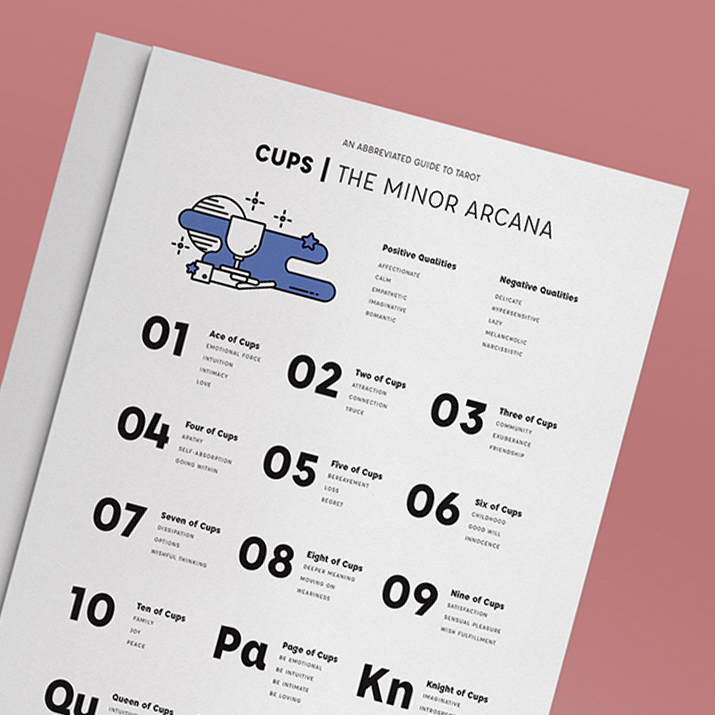 AN ABBREVIATED GUIDE TO TAROT
CUPS | THE MINOR ARCANA
Positive Qualities
AFFECTIONATE
CALM
EMPATHETIC
IMAGINATIVE
ROMANTIC
Negative Qualities
DELICATE
HYPERSENSITIVE
LAZY
MELANCHOLIC
NARCISSISTIC
01
Ace of Cups
EMOTIONAL FORCE
INTUITION
INTIMACY
LOVE
02
Two of Cups
ATTRACTION
CONNECTION
TRUCE
03
Three of Cups
COMMUNITY
EXUBERANCE
FRIENDSHIP
04
Four of Cups
APATHY
SELF-ABSORPTION
GOING WITHIN
05
Five of Cups
BEREAVEMENT
LOSS
REGRET
06
Six of Cups
CHILDHOOD
GOOD WILL
INNOCENCE
07
Seven of Cups
DISSIPATION
OPTIONS
WISHFUL THINKING
08
Eight of Cups
DEEPER MEANING
MOVING ON
WEARINESS
09
Nine of Cups
SATISFACTION
SENSUAL PLEASURE
WISH FULFILLMENT
10
Ten of Cups
FAMILY
JOY
PEACE
Pa
Page of Cups
BE EMOTIONAL
BE INTUITIVE
BE INTIMATE
BE LOVING
Kn
Knight of Cups
IMAGINATIVE
Qu
Queen of Cups